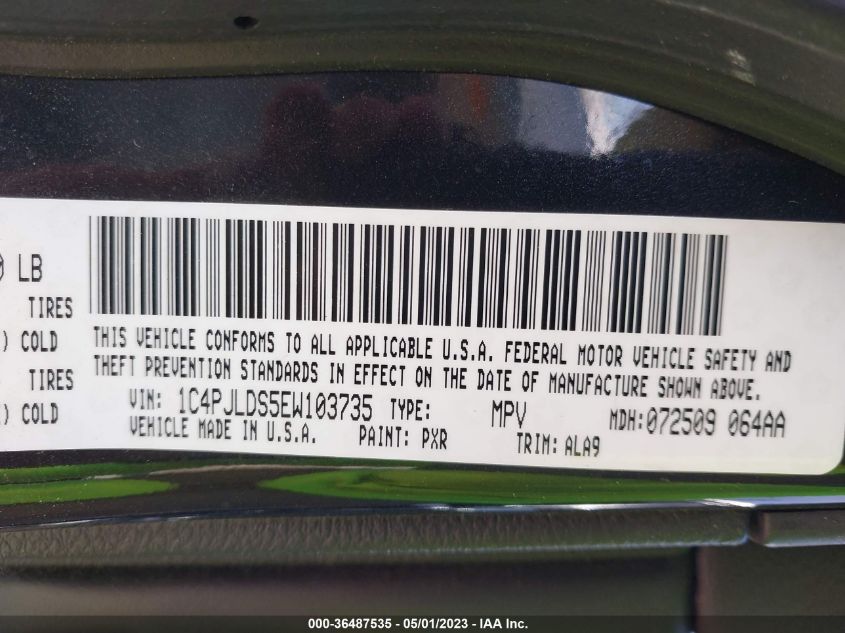 LB
TIRES
) COLD
TIRES
) COLD
THIS VEHICLE CONFORMS TO ALL APPLICABLE U.S.A. FEDERAL MOTOR VEHICLE SAFETY AND
THEFT PREVENTION STANDARDS IN EFFECT ON THE DATE OF MANUFACTURE SHOWN ABOVE.
VIN: 1C4PJLDS5EW103735 TYPE: MPV MDH:072509 064AA
VEHICLE MADE IN U.S.A. PAINT: PXR TRIM: ALA9
000-36487535 - 05/01/2023 - IAA Inc.